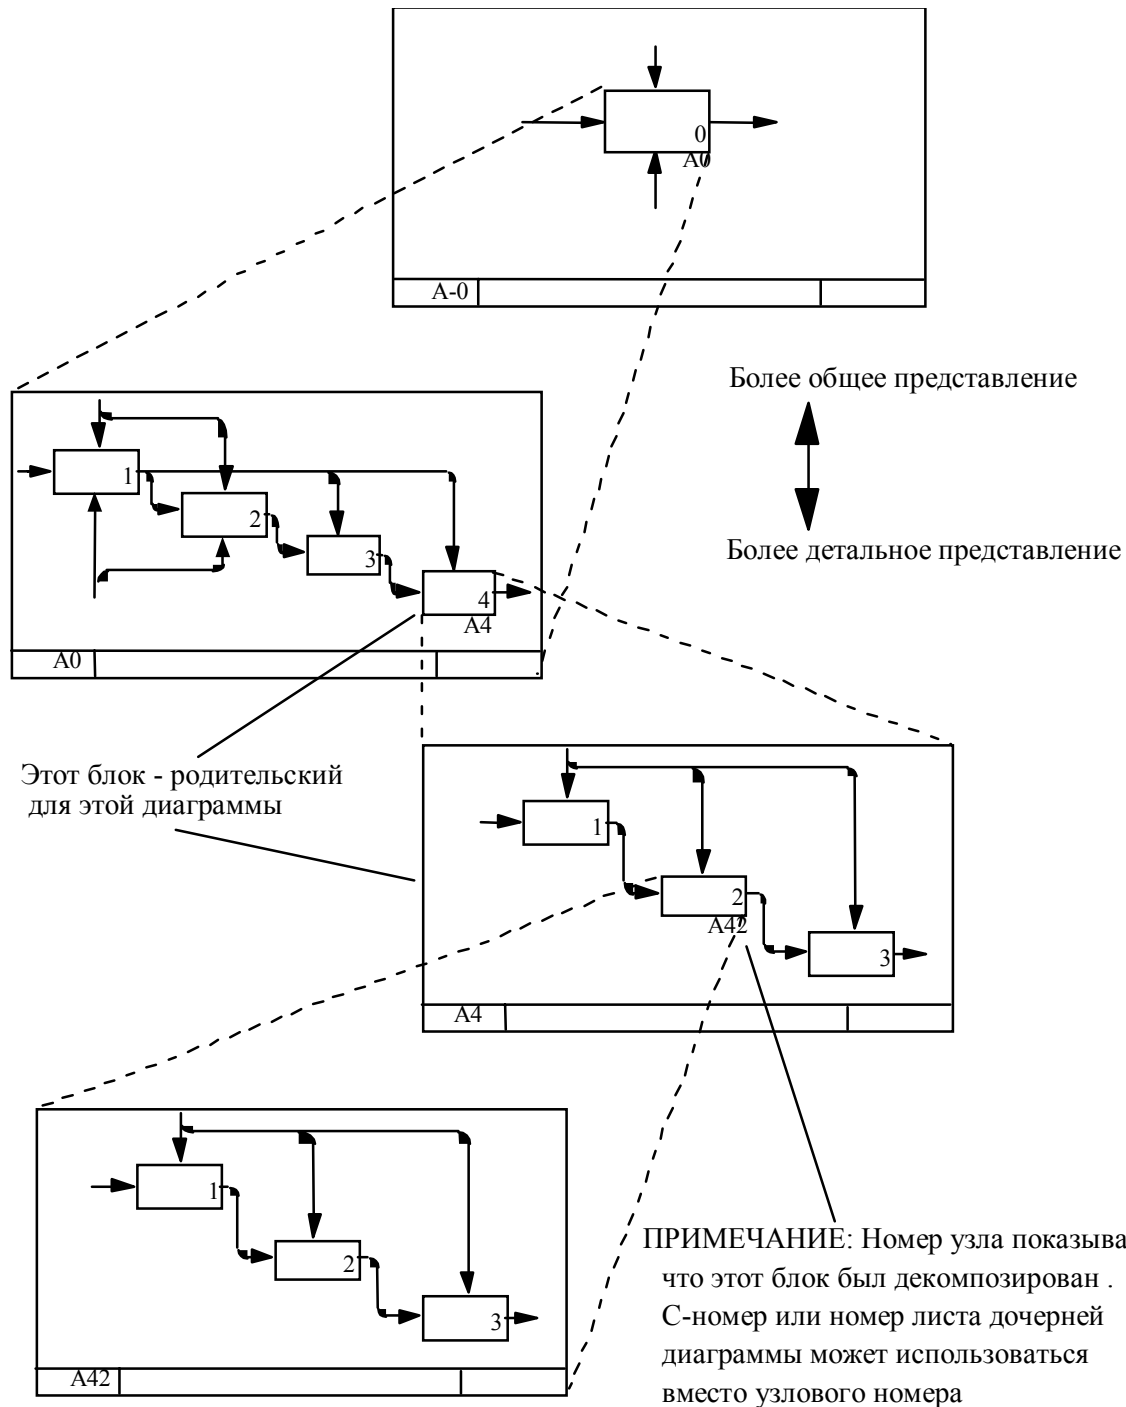 0
A0
A-0
Более общее представление
Более детальное представление
1
2
3
4
A4
A0
Этот блок - родительский
для этой диаграммы
1
2
A42
3
A4
1
2
3
A42
ПРИМЕЧАНИЕ: Номер узла показыва
что этот блок был декомпозирован .
С-номер или номер листа дочерней
диаграммы может использоваться
вместо узлового номера